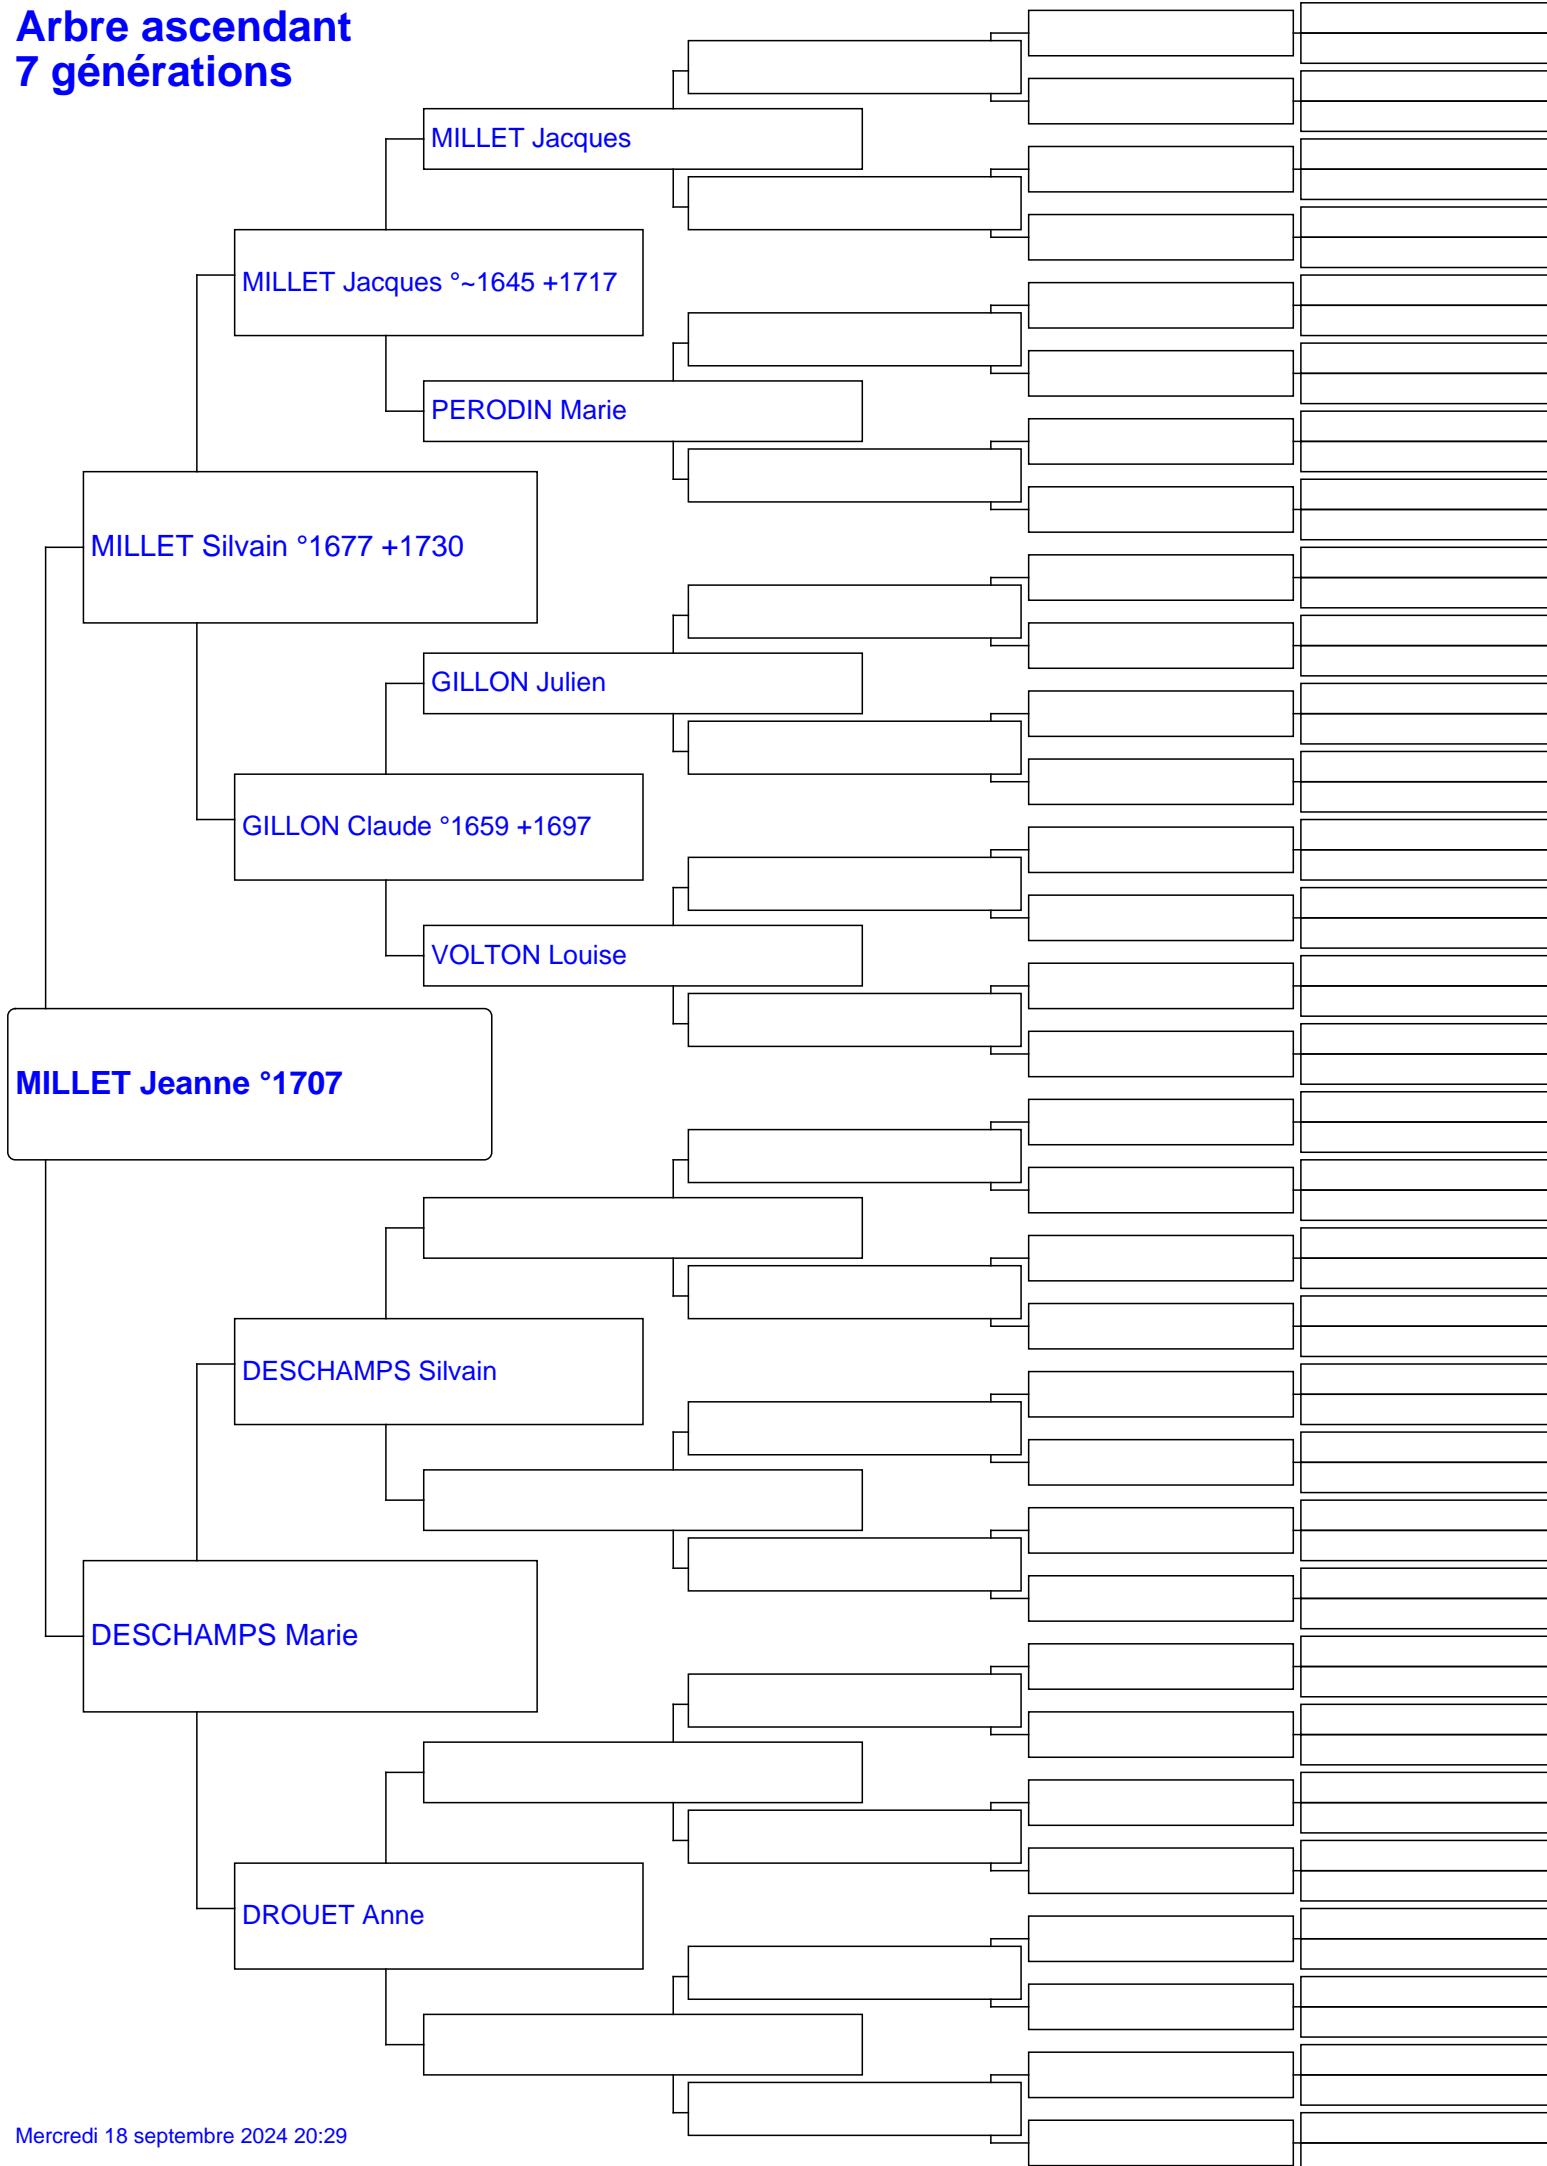 Arbre ascendant
7 générations
MILLET Jacques
MILLET Jacques °~1645 +1717
PERODIN Marie
MILLET Silvain °1677 +1730
GILLON Julien
GILLON Claude °1659 +1697
VOLTON Louise
MILLET Jeanne °1707
DESCHAMPS Silvain
DESCHAMPS Marie
DROUET Anne
Mercredi 18 septembre 2024 20:29